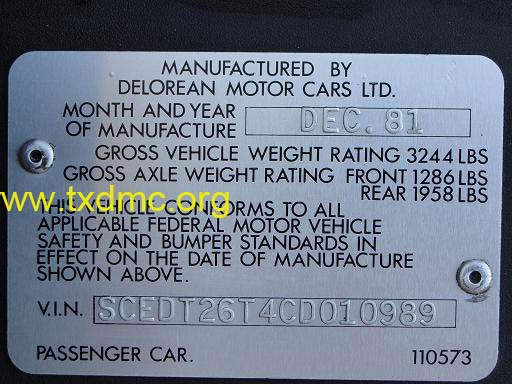 MANUFACTURED BY
DELOREAN MOTOR CARS LTD.
MONTH AND YEAR
OF MANUFACTURE DEC. 81
GROSS VEHICLE WEIGHT RATING 3244 LBS
GROSS AXLE WEIGHT RATING FRONT 1286 LBS
REAR 1958 LBS
www.txdmc.org
THIS VEHICLE CONFORMS TO ALL
APPLICABLE FEDERAL MOTOR VEHICLE
SAFETY AND BUMPER STANDARDS IN
EFFECT ON THE DATE OF MANUFACTURE
SHOWN ABOVE.
V.I.N. SCEDT26T4CD010989
PASSENGER CAR. 110573